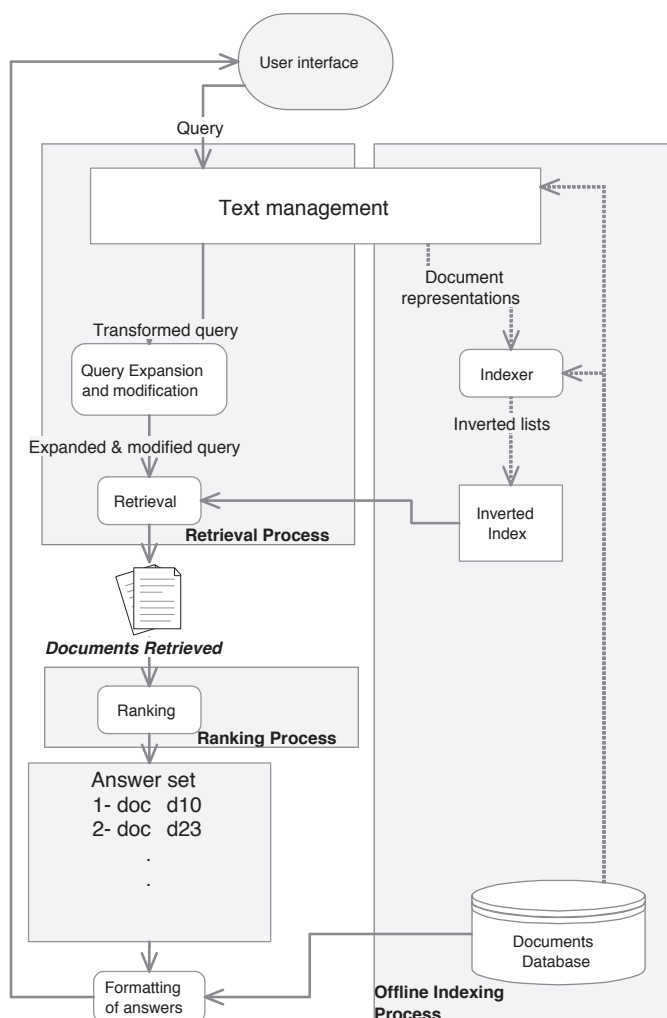 User interface
Query
Text management
Document
representations
Transformed query
Query Expansion
and modification
Indexer
Inverted lists
Expanded & modified query
Retrieval
Inverted
Index
Retrieval Process
Documents Retrieved
Ranking
Ranking Process
Answer set
1- doc d10
2- doc d23
.
.
Documents
Database
Formatting
of answers
Offline Indexing
Process